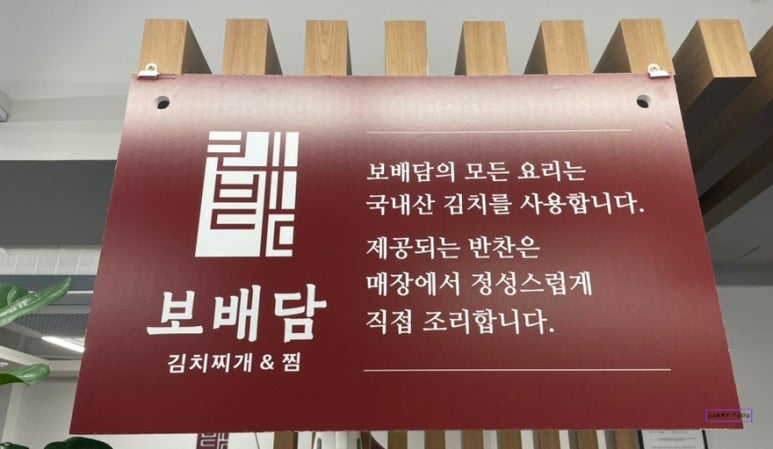 보배담
김치찌개 & 찜
보배담의 모든 요리는
국내산 김치를 사용합니다.
제공되는 반찬은
매장에서 정성스럽게
직접 조리합니다.